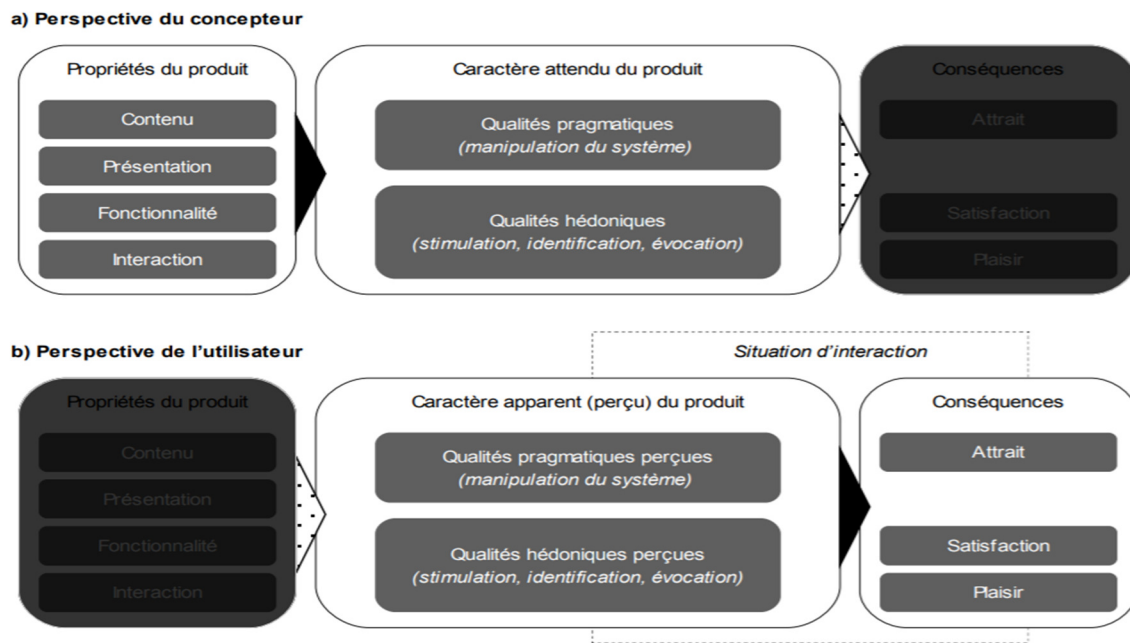 a) Perspective du concepteur
Propriétés du produit
Contenu
Présentation
Fonctionnalité
Interaction
Caractère attendu du produit
Qualités pragmatiques
(manipulation du système)
Qualités hédoniques
(stimulation, identification, évocation)
Conséquences
Attrait
Satisfaction
Plaisir
b) Perspective de l'utilisateur
Situation d'interaction
Propriétés du produit
Contenu
Présentation
Fonctionnalité
Interaction
Caractère apparent (perçu) du produit
Qualités pragmatiques perçues
(manipulation du système)
Qualités hédoniques perçues
(stimulation, identification, évocation)
Conséquences
Attrait
Satisfaction
Plaisir